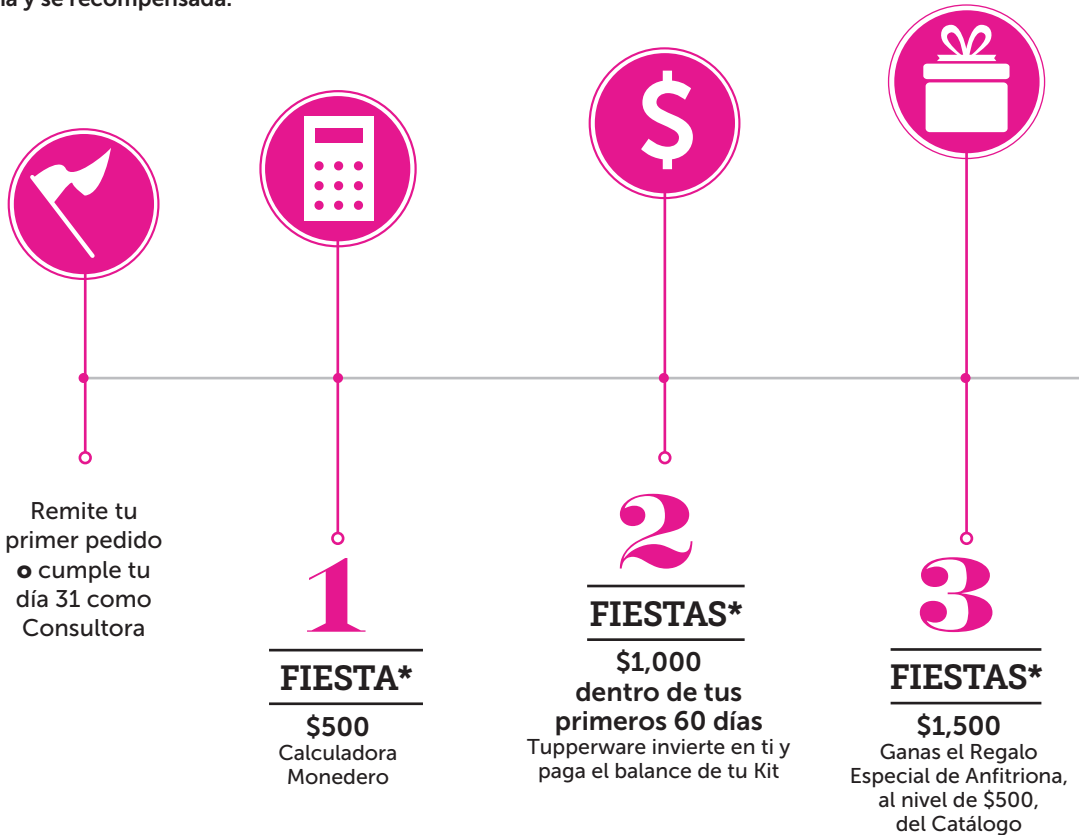 y se recompensada.
Remite tu
primer pedido
o cumple tu
día 31 como
Consultora
1
FIESTA*
$500
Calculadora
Monedero
$
2
FIESTAS*
$1,000
dentro de tus
primeros 60 días
Tupperware invierte en ti y
paga el balance de tu Kit
3
FIESTAS*
$1,500
Ganas el Regalo
Especial de Anfitriona,
al nivel de $500,
del Catálogo